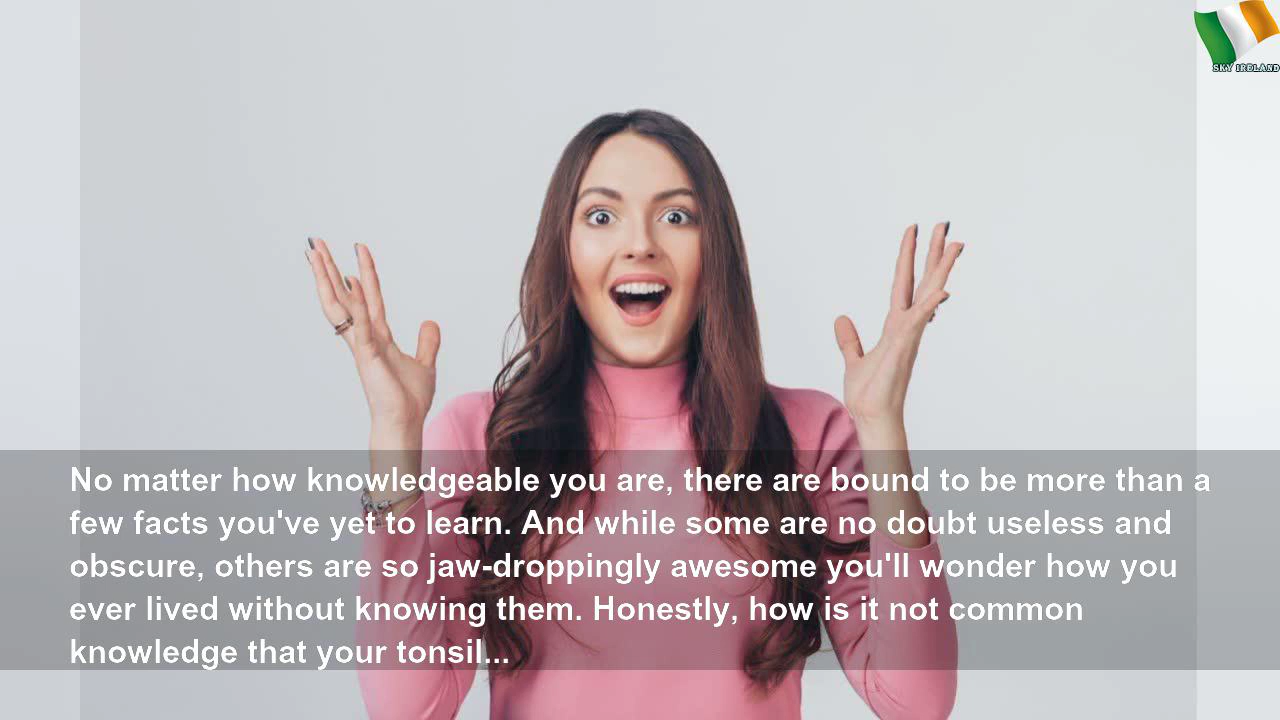 SKY IRELAND
No matter how knowledgeable you are, there are bound to be more than a
few facts you've yet to learn. And while some are no doubt useless and
obscure, others are so jaw-droppingly awesome you'll wonder how you
ever lived without knowing them. Honestly, how is it not common
knowledge that your tonsil...